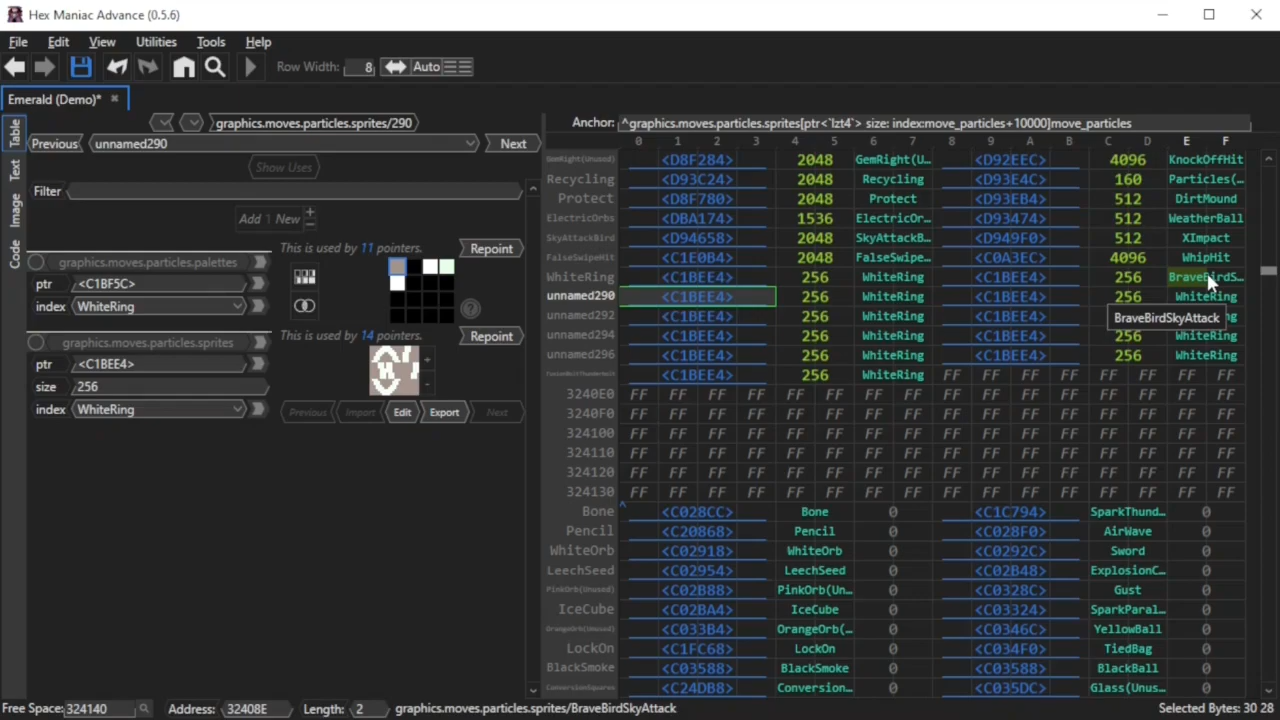 Hex Maniac Advance (0.5.6)
File Edit View Utilities Tools Help
Row Width: 8 Auto
Emerald (Demo)*
Table
Text
Image
Code
graphics.moves.particles.sprites/290
Previous unnamed290 Next
Show Uses
Filter
Add 1 New + -
This is used by 11 pointers. Repoint
graphics.moves.particles.palettes
ptr <C1BF5C>
index WhiteRing
This is used by 14 pointers. Repoint
graphics.moves.particles.sprites
ptr <C1BEE4>
size 256
index WhiteRing
Previous Import Edit Export Next
Anchor: ^graphics.moves.particles.sprites[ptr<`lzt4`> size: index:move_particles+10000]move_particles
0 1 2 3 4 5 6 7 8 9 A B C D E F
GemRight(Unused) <D8F284> 2048 GemRight(U... <D92EEC> 4096 KnockOffHit
Recycling <D93C24> 2048 Recycling <D93E4C> 160 Particles(...
Protect <D8F780> 2048 Protect <D93EB4> 512 DirtMound
ElectricOrbs <DBA174> 1536 ElectricOr... <D93474> 512 WeatherBall
SkyAttackBird <D94658> 2048 SkyAttackB... <D949F0> 512 XImpact
FalseSwipeHit <C1E0B4> 2048 FalseSwipe... <C0A3EC> 4096 WhipHit
WhiteRing <C1BEE4> 256 WhiteRing <C1BEE4> 256 BraveBirdS...
unnamed290 <C1BEE4> 256 WhiteRing <C1BEE4> 256 WhiteRing
unnamed292 <C1BEE4> 256 WhiteRing <C1BEE4> BraveBirdSkyAttack
unnamed294 <C1BEE4> 256 WhiteRing <C1BEE4> 256 WhiteRing
unnamed296 <C1BEE4> 256 WhiteRing <C1BEE4> 256 WhiteRing
<C1BEE4> 256 WhiteRing FF FF FF FF FF FF FF FF
3240E0 FF FF FF FF FF FF FF FF FF FF FF FF FF FF FF FF
3240F0 FF FF FF FF FF FF FF FF FF FF FF FF FF FF FF FF
324100 FF FF FF FF FF FF FF FF FF FF FF FF FF FF FF FF
324110 FF FF FF FF FF FF FF FF FF FF FF FF FF FF FF FF
324120 FF FF FF FF FF FF FF FF FF FF FF FF FF FF FF FF
324130 FF FF FF FF FF FF FF FF FF FF FF FF FF FF FF FF
Bone <C028CC> Bone 0 <C1C794> SparkThund... 0
Pencil <C20868> Pencil 0 <C028F0> AirWave 0
WhiteOrb <C02918> WhiteOrb 0 <C0292C> Sword 0
LeechSeed <C02954> LeechSeed 0 <C02B48> ExplosionC... 0
PinkOrb(Unused) <C02B88> PinkOrb(Un... 0 <C0328C> Gust 0
IceCube <C02BA4> IceCube 0 <C03324> SparkParal... 0
OrangeOrb(Unused) <C033B4> OrangeOrb(... 0 <C0346C> YellowBall 0
LockOn <C1FC68> LockOn 0 <C034F0> TiedBag 0
BlackSmoke <C03588> BlackSmoke 0 <C03588> BlackBall 0
ConversionSquares <C24DB8> Conversion... 0 <C035DC> Glass(Unus... 0
Free Space: 324140 Address: 32408E Length: 2 graphics.moves.particles.sprites/BraveBirdSkyAttack Selected Bytes: 30 28